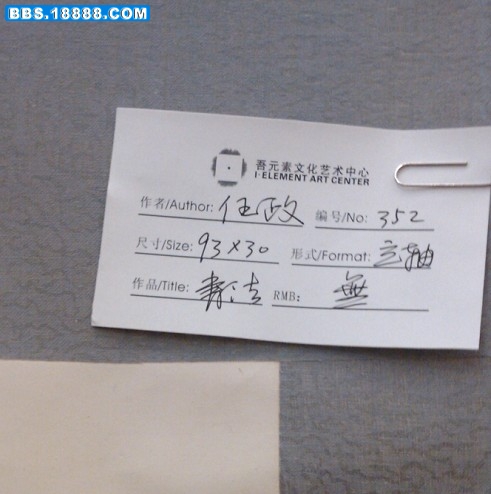 BBS.18888.COM
吾元素文化艺术中心
I·ELEMENT ART CENTER
作者/Author: 任政 编号/No: 352
尺寸/Size: 93×30 形式/Format: 立轴
作品/Title: 书法 RMB: 無